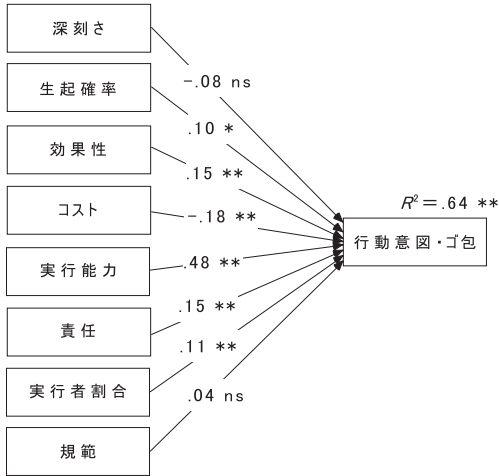 深刻さ
-.08 ns
生起確率
.10 *
効果性
.15 **
コスト
-.18 **
R²=.64 **
行動意図・ゴ包
実行能力
.48 **
責任
.15 **
実行者割合
.11 **
規範
.04 ns